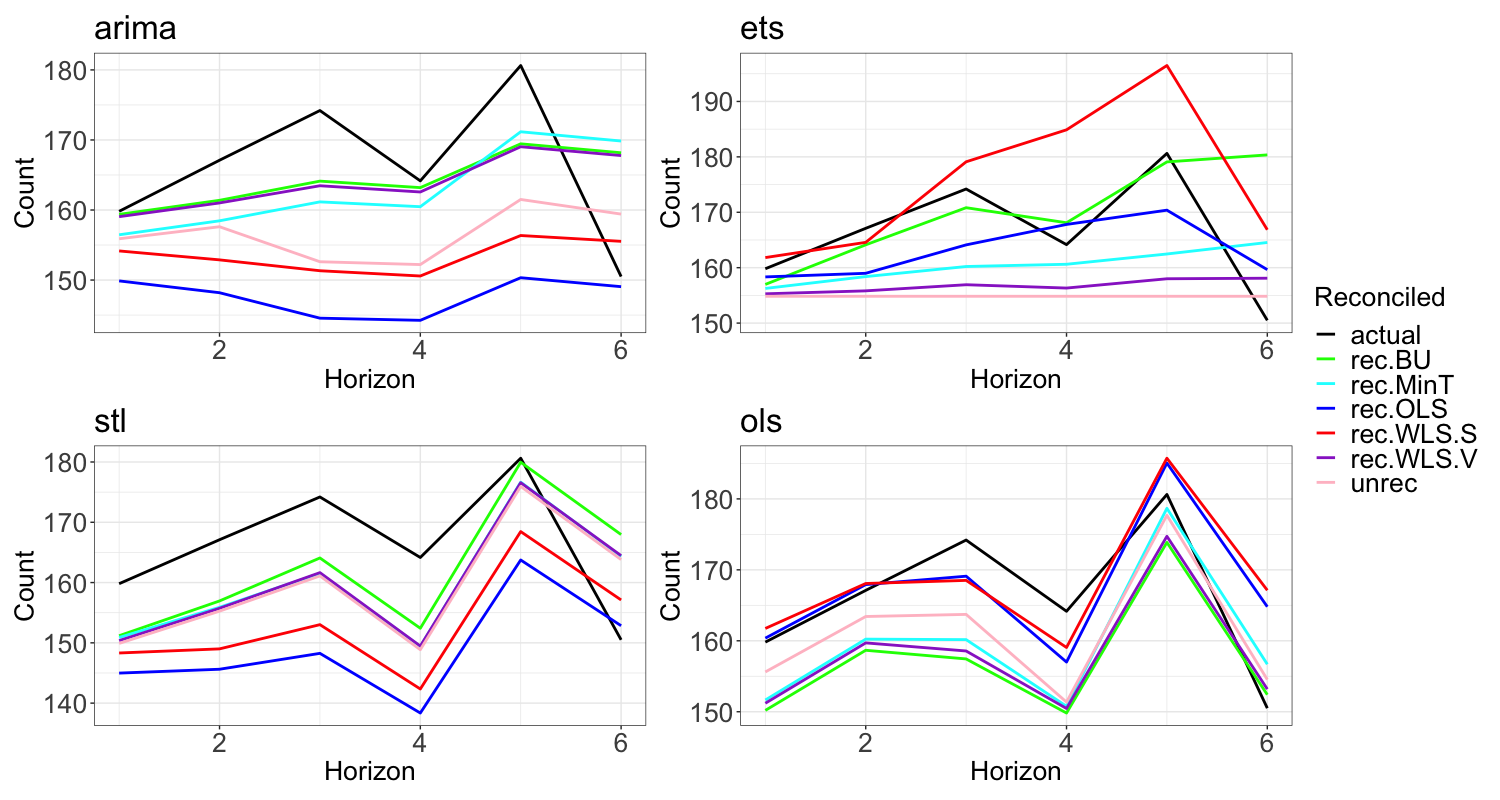 arima
180
170
160
150
Count
2
4
6
Horizon
ets
190
180
170
160
150
Count
2
4
6
Horizon
stl
180
170
160
150
140
Count
2
4
6
Horizon
ols
180
170
160
150
Count
2
4
6
Horizon
Reconciled
actual
rec.BU
rec.MinT
rec.OLS
rec.WLS.S
rec.WLS.V
unrec